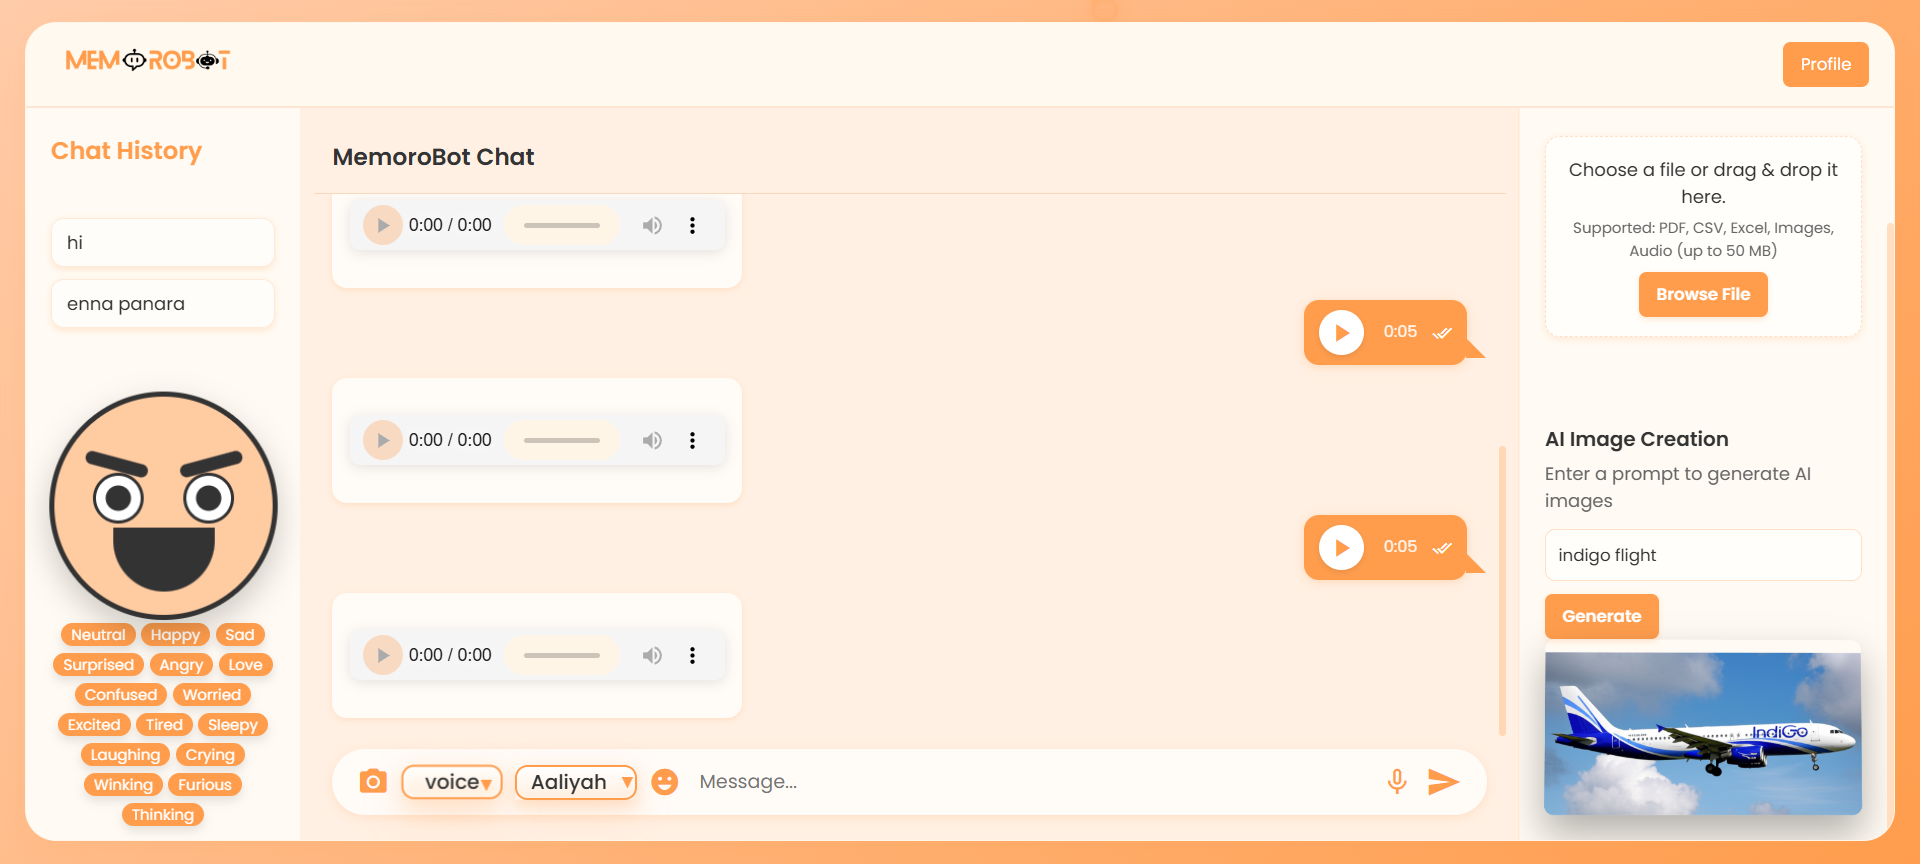 MEMOROBOT
Profile
Chat History
hi
enna panara
Neutral Happy Sad
Surprised Angry Love
Confused Worried
Excited Tired Sleepy
Laughing Crying
Winking Furious
Thinking
MemoroBot Chat
0:00 / 0:00
0:05
0:00 / 0:00
0:05
0:00 / 0:00
voice
Aaliyah
Message...
Choose a file or drag & drop it
here.
Supported: PDF, CSV, Excel, Images,
Audio (up to 50 MB)
Browse File
AI Image Creation
Enter a prompt to generate AI
images
indigo flight
Generate
IndiGo